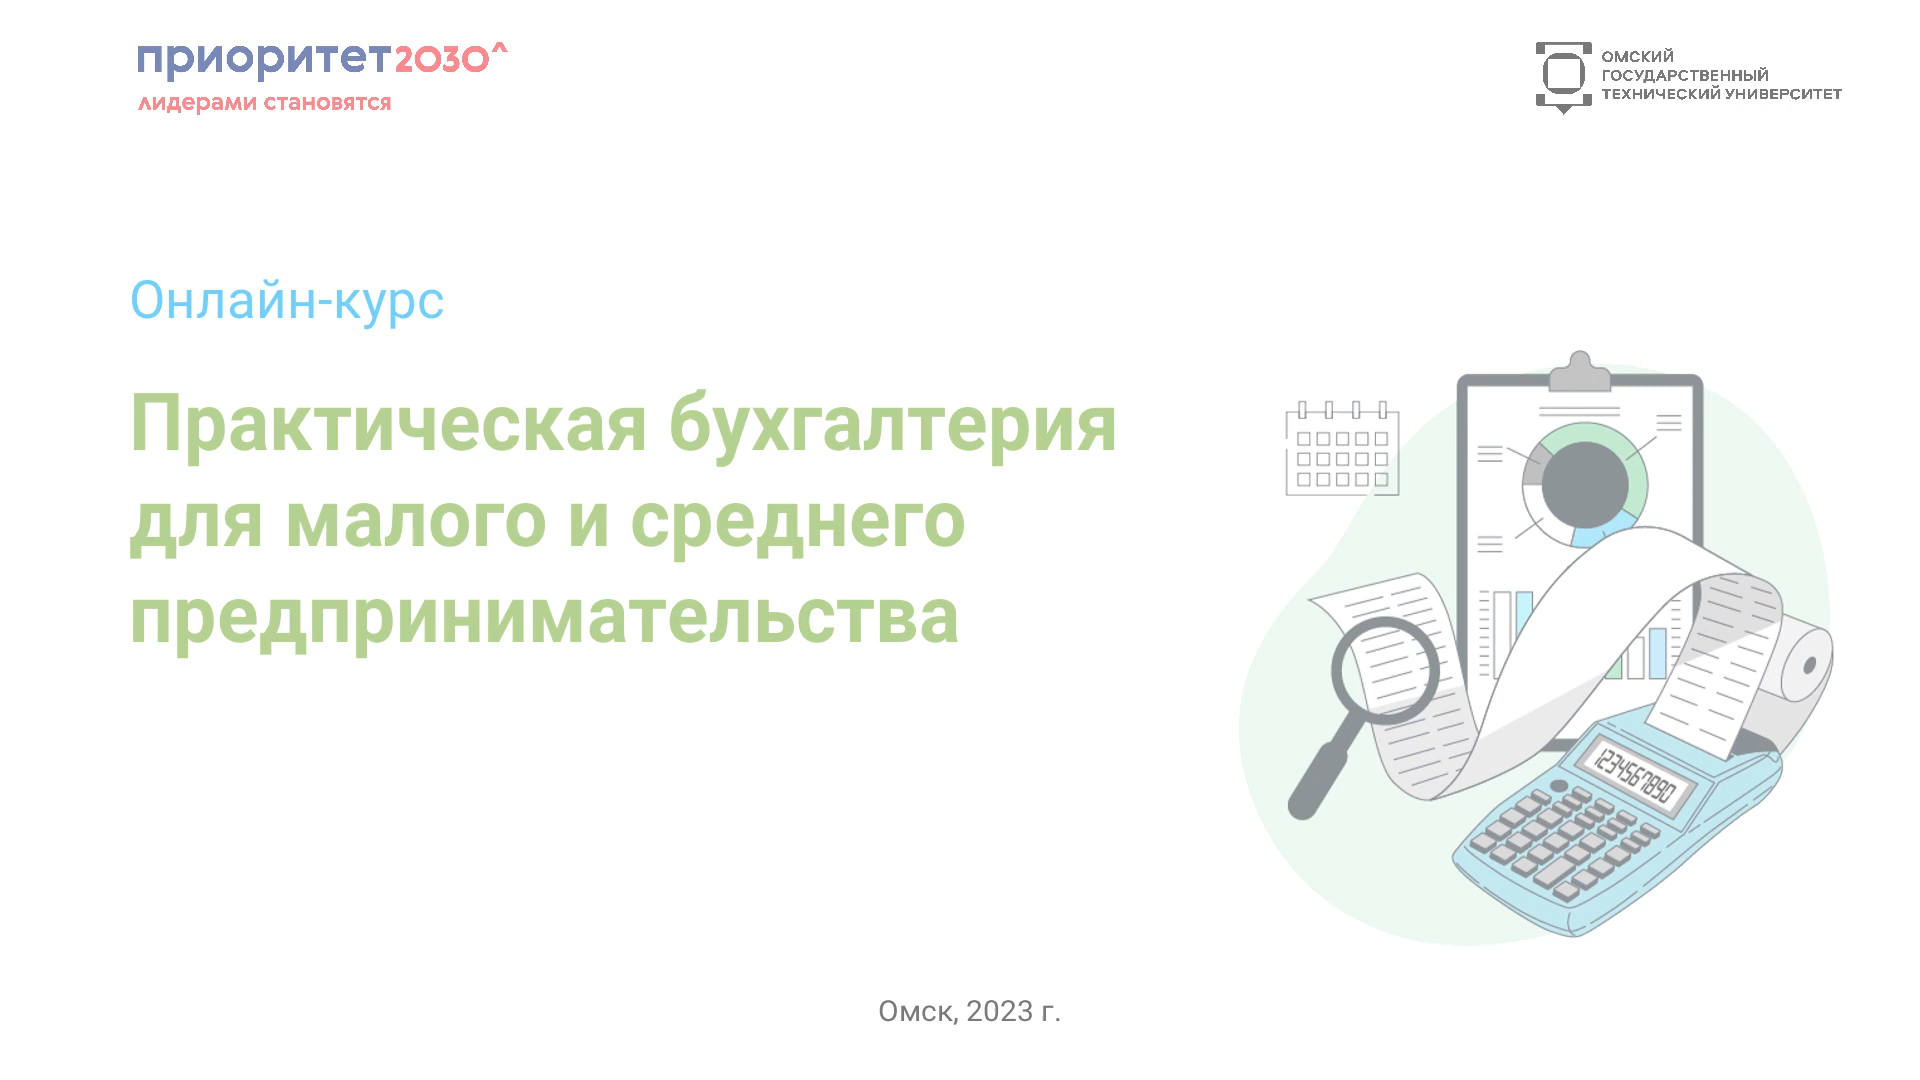 приоритет2030^
лидерами становятся
ОМСКИЙ
ГОСУДАРСТВЕННЫЙ
ТЕХНИЧЕСКИЙ УНИВЕРСИТЕТ
Онлайн-курс
Практическая бухгалтерия
для малого и среднего
предпринимательства
1234567890
Омск, 2023 г.